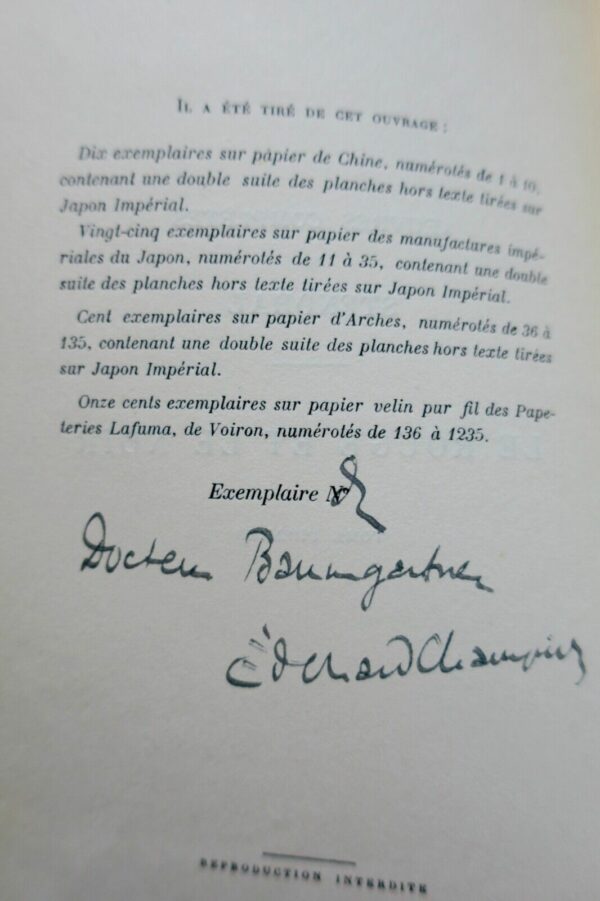 IL A ÉTÉ TIRÉ DE CET OUVRAGE :
Dix exemplaires sur papier de Chine, numérotés de 1 à 10,
contenant une double suite des planches hors texte tirées sur
Japon Impérial.
Vingt-cinq exemplaires sur papier des manufactures impé-
riales du Japon, numérotés de 11 à 35, contenant une double
suite des planches hors texte tirées sur Japon Impérial.
Cent exemplaires sur papier d'Arches, numérotés de 36 à
135, contenant une double suite des planches hors texte tirées
sur Japon Impérial.
Onze cents exemplaires sur papier velin pur fil des Pape-
teries Lafuma, de Voiron, numérotés de 136 à 1235.
Exemplaire
Docteur Baumgartner
Édouard Champion
REPRODUCTION INTERDITE